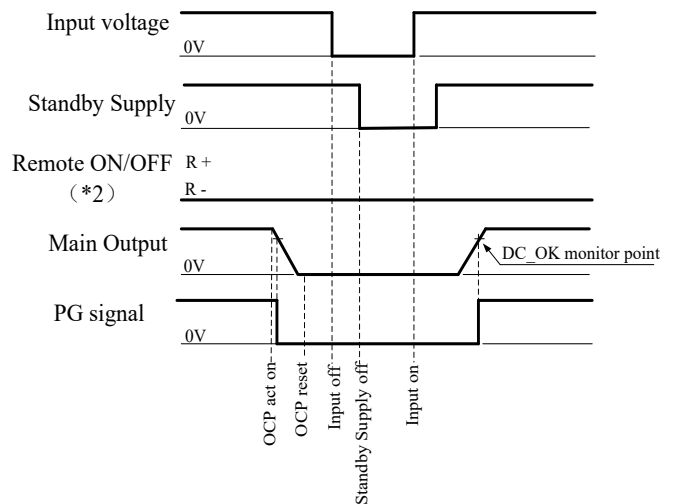 Input voltage
0V
Standby Supply
0V
Remote ON/OFF R +
（*2） R -
Main Output
DC_OK monitor point
0V
PG signal
0V
OCP act on
OCP reset
Input off
Standby Supply off
Input on